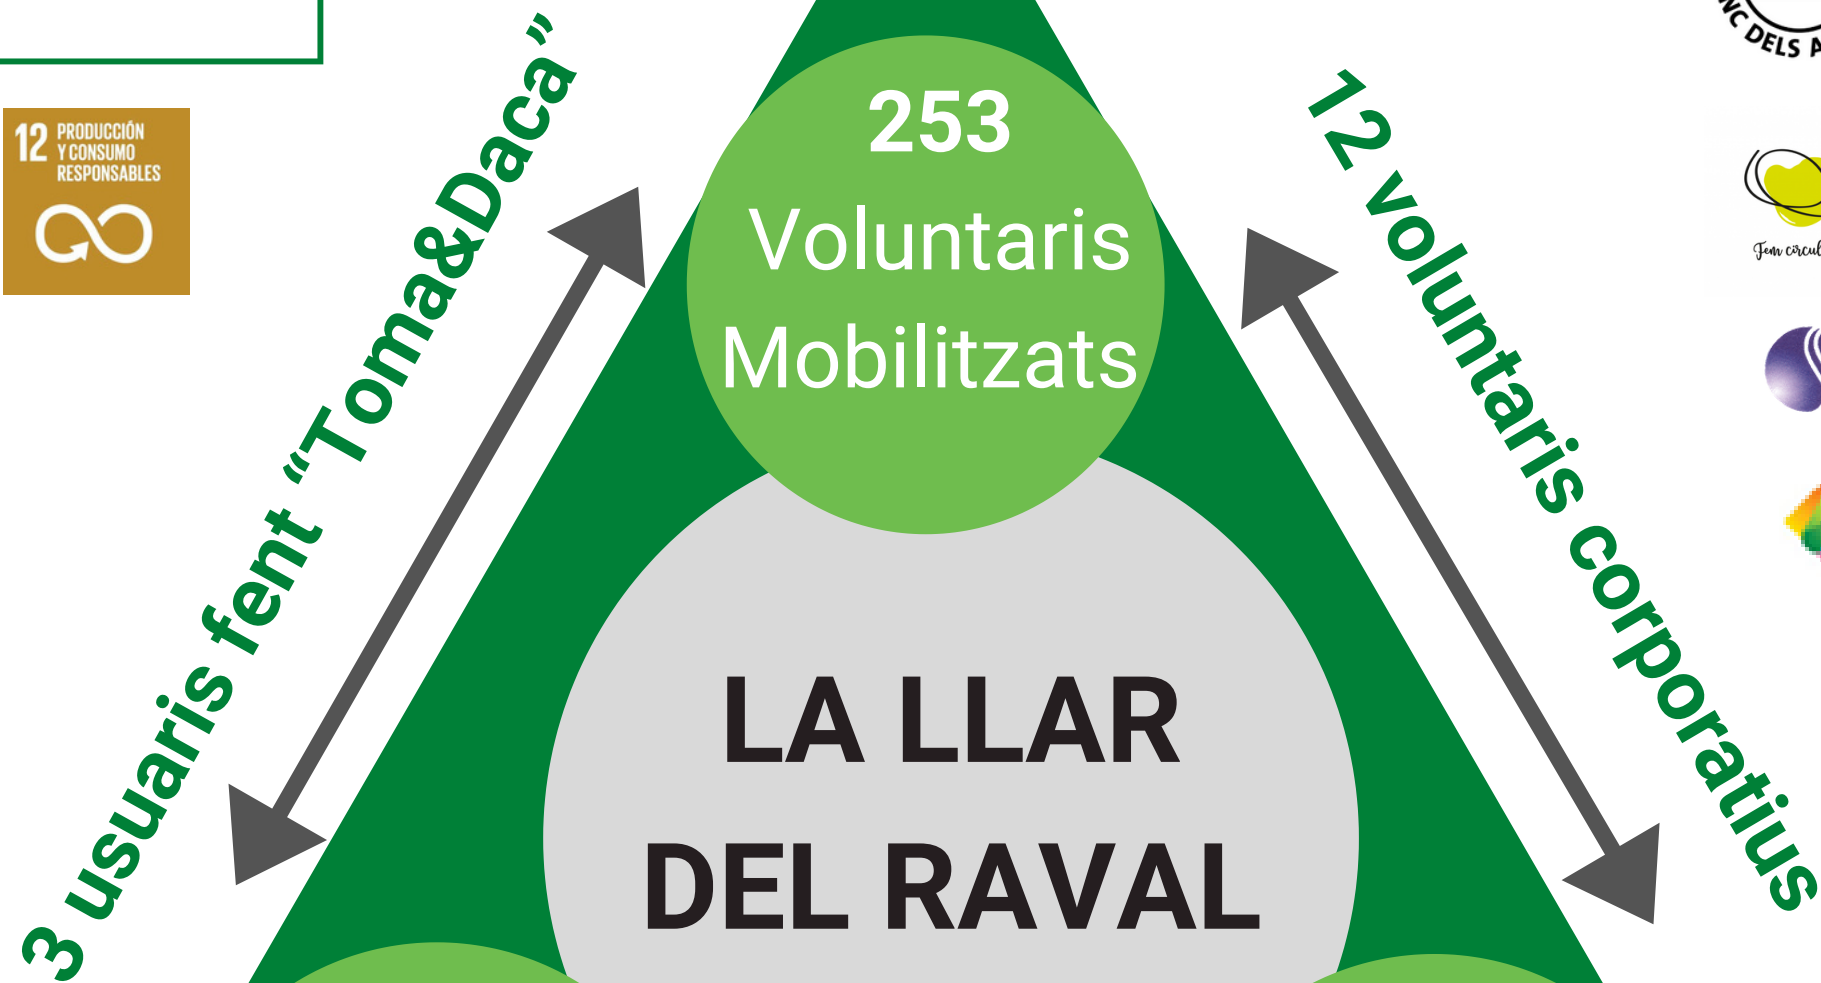 DELS
12 PRODUCCIÓN
Y CONSUMO
RESPONSABLES
3 usuaris fent “Toma&Daca”
253
Voluntaris
Mobilitzats
12 voluntaris corporatius
Fem
LA LLAR
DEL RAVAL